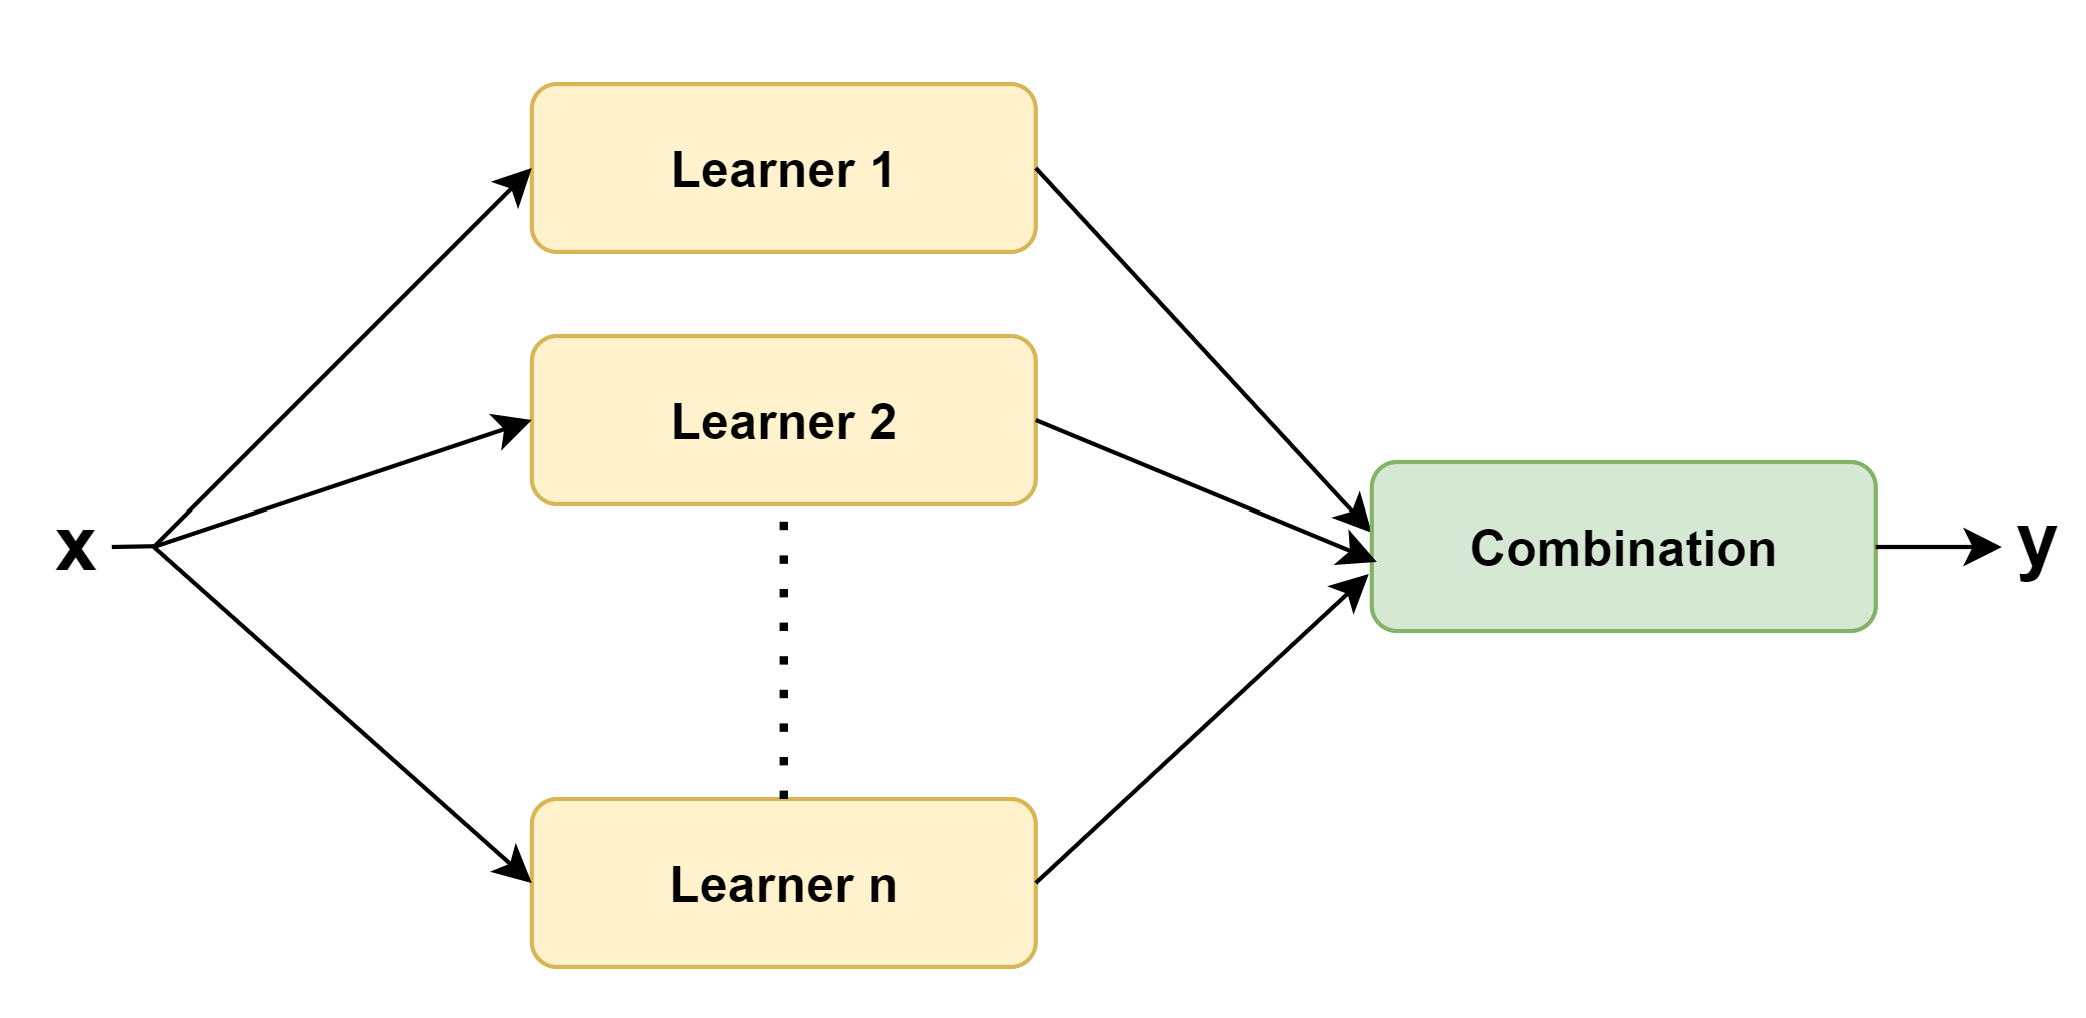 Learner 1
Learner 2
x
Combination
y
Learner n